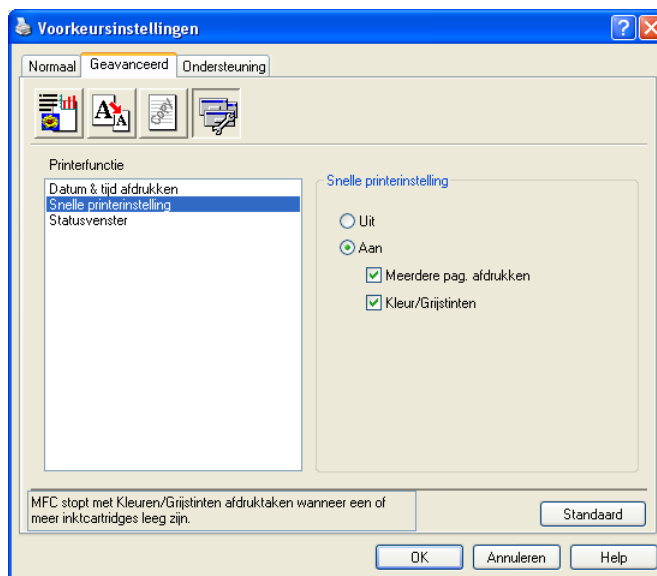 Voorkeursinstellingen
Normaal
Geavanceerd
Ondersteuning
A
A
Copy
Printerfunctie
Datum & tijd afdrukken
Snelle printerinstelling
Statusvenster
Snelle printerinstelling
Uit
Aan
Meerdere pag. afdrukken
Kleur/Grijstinten
MFC stopt met Kleuren/Grijstinten afdruktaken wanneer een of
meer inktcartridges leeg zijn.
Standaard
OK
Annuleren
Help